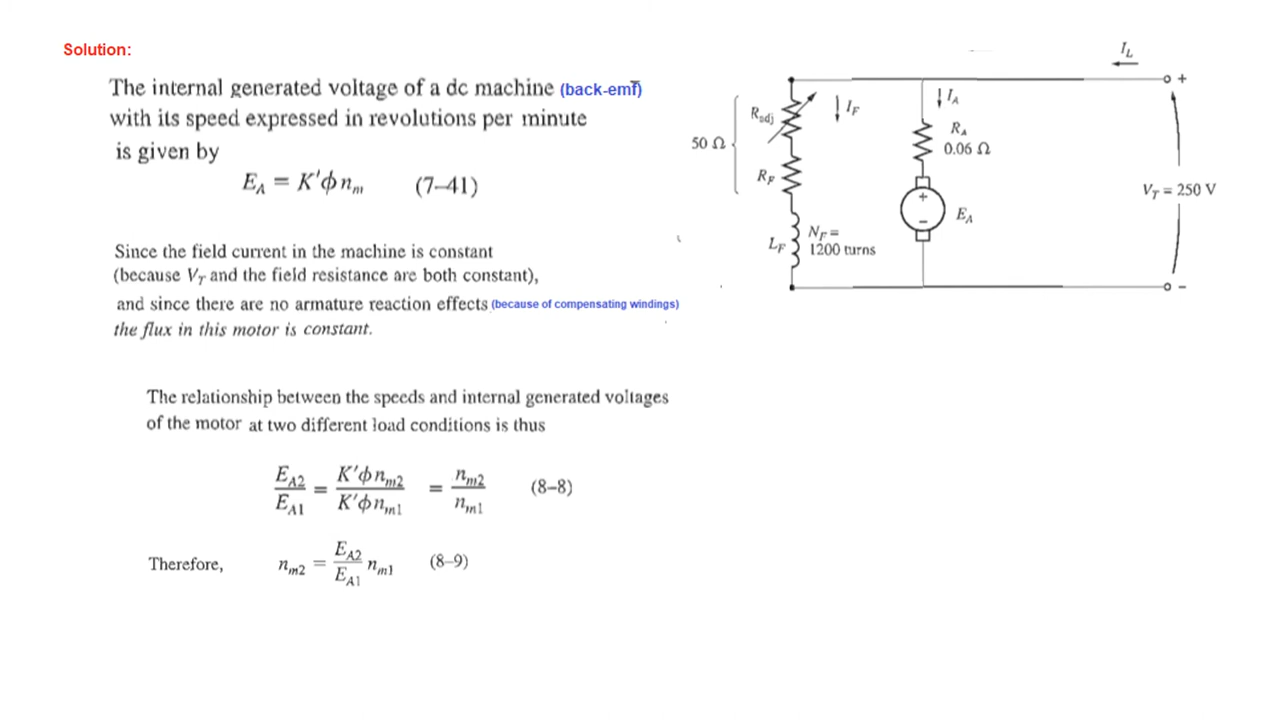 Solution:
The internal generated voltage of a dc machine (back-emf)
with its speed expressed in revolutions per minute
is given by
E_A = K'ϕn_m (7–41)
Since the field current in the machine is constant
(because V_T and the field resistance are both constant),
and since there are no armature reaction effects (because of compensating windings)
the flux in this motor is constant.
The relationship between the speeds and internal generated voltages
of the motor at two different load conditions is thus
E_A2/E_A1 = K'ϕn_m2/K'ϕn_m1 = n_m2/n_m1 (8–8)
Therefore, n_m2 = E_A2/E_A1 n_m1 (8–9)
I_L
+
R_adj
I_F
I_A
50 Ω
R_A
0.06 Ω
R_F
V_T = 250 V
+
–
E_A
N_F =
L_F
1200 turns
–